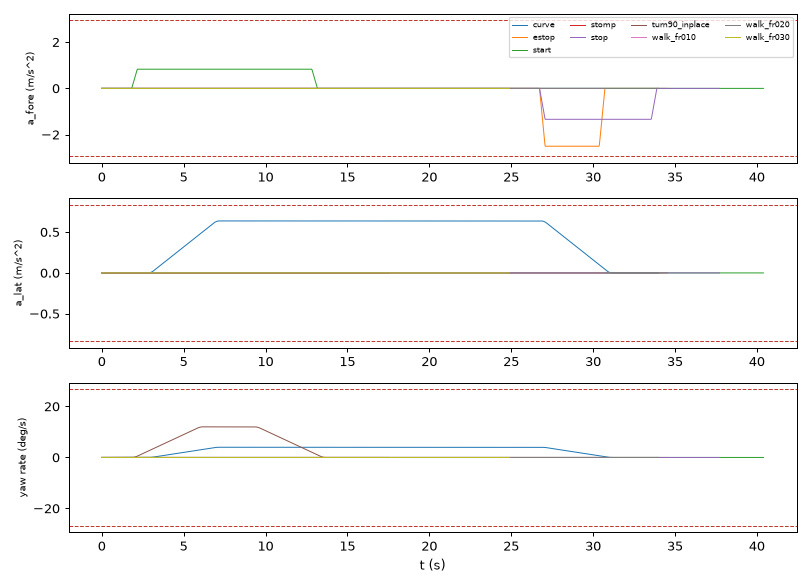 curve stomp turn90_inplace walk_fr020
estop stop walk_fr010 walk_fr030
start
a_fore (m/s^2)
2
0
−2
0 5 10 15 20 25 30 35 40
a_lat (m/s^2)
0.5
0.0
−0.5
0 5 10 15 20 25 30 35 40
yaw rate (deg/s)
20
0
−20
0 5 10 15 20 25 30 35 40
t (s)